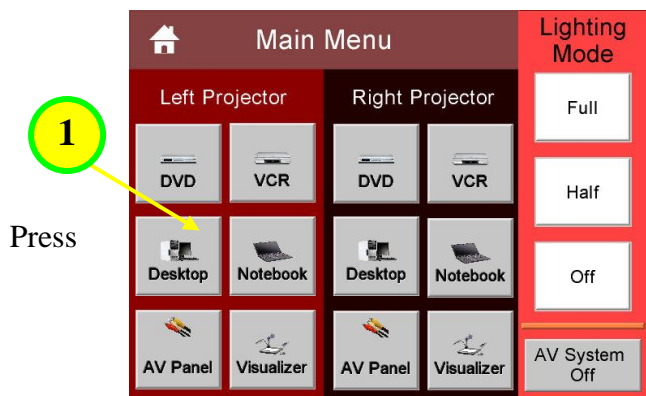 Main Menu
Lighting
Mode
Left Projector
Right Projector
Full
1
DVD
VCR
DVD
VCR
Half
Press
Desktop
Notebook
Desktop
Notebook
Off
AV Panel
Visualizer
AV Panel
Visualizer
AV System
Off